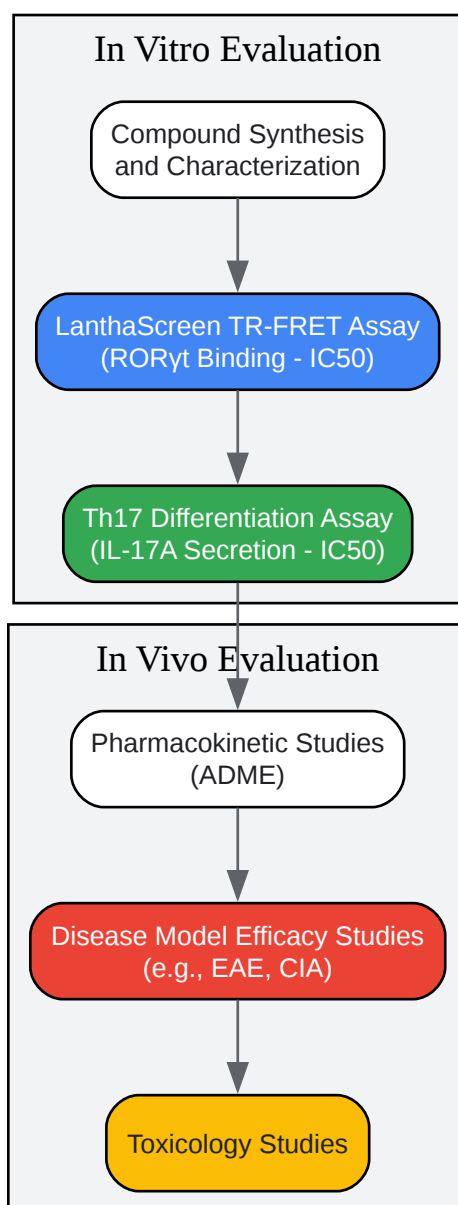 In Vitro Evaluation
Compound Synthesis
and Characterization
LanthaScreen TR-FRET Assay
(RORγt Binding - IC50)
Th17 Differentiation Assay
(IL-17A Secretion - IC50)
In Vivo Evaluation
Pharmacokinetic Studies
(ADME)
Disease Model Efficacy Studies
(e.g., EAE, CIA)
Toxicology Studies